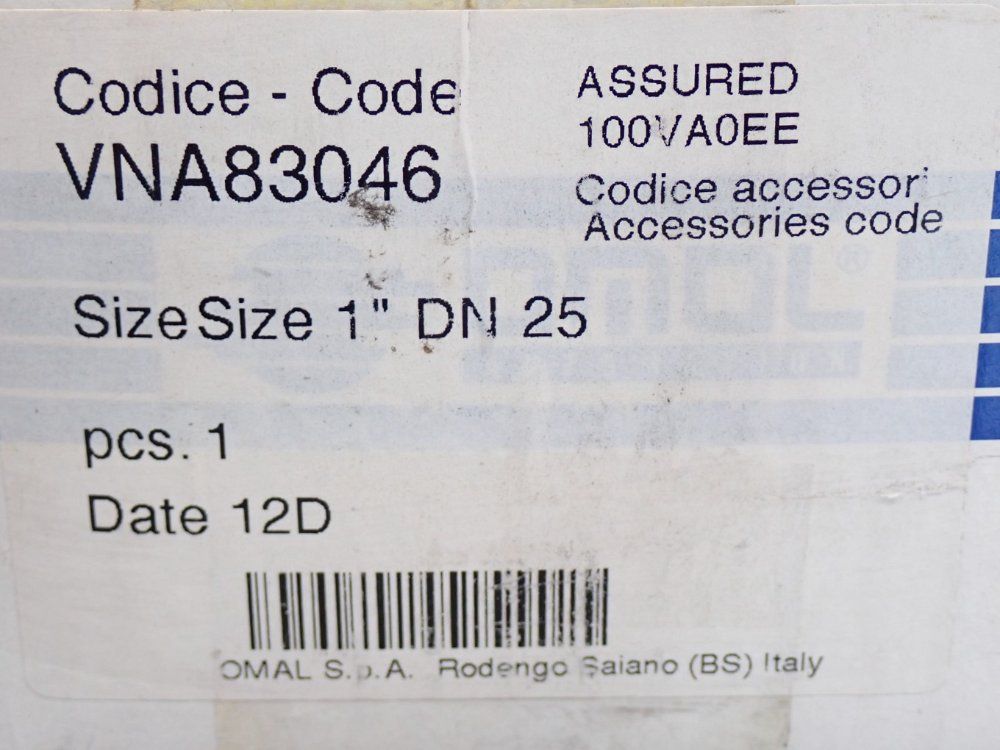 Codice - Code
VNA83046
SizeSize 1" DN 25
pcs. 1
Date 12D
ASSURED
100VA0EE
Codice accessori
Accessories code
OMAL S.p.A. Rodengo Saiano (BS) Italy